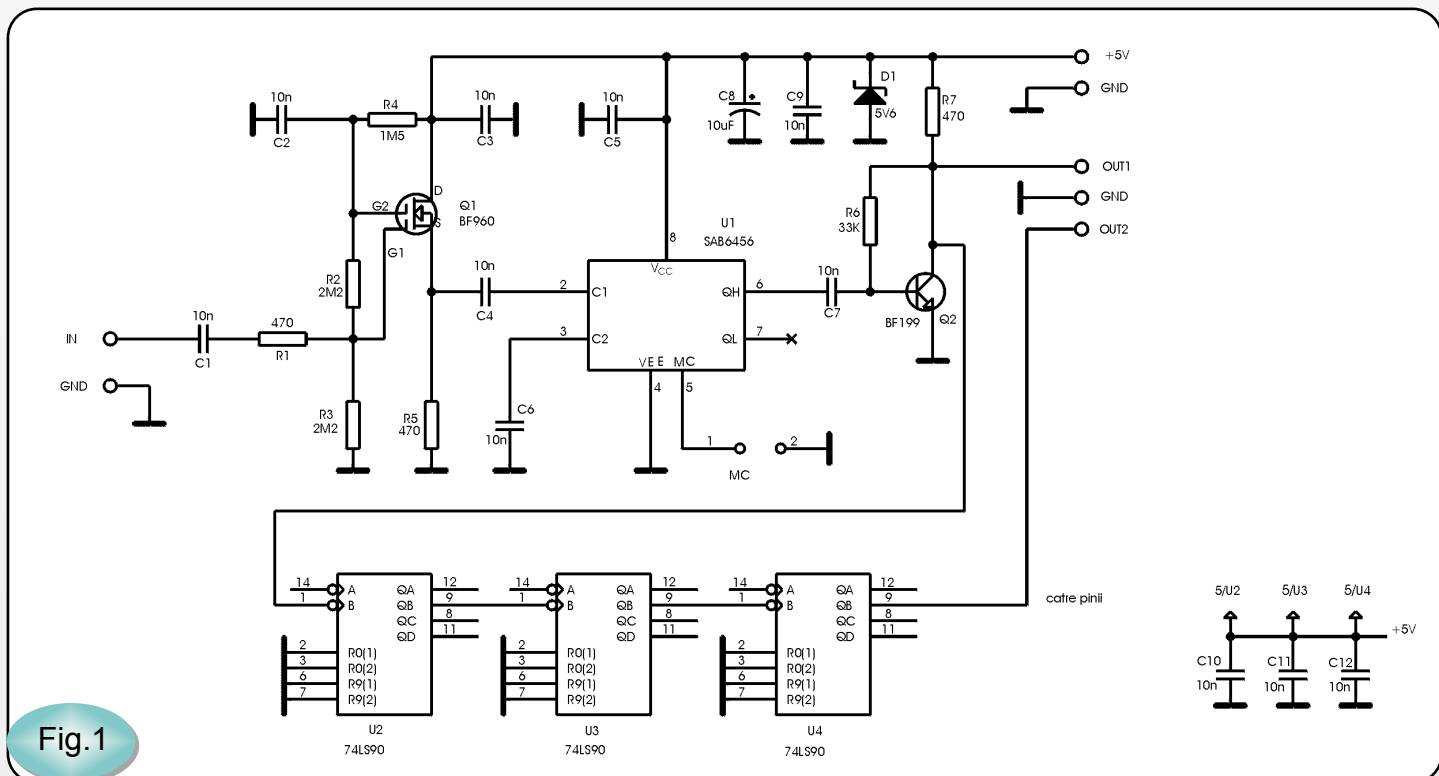 +5V
10n
R4
10n
10n
C8
C9
D1
GND
C2
1M5
C3
C5
10uF
10n
5V6
R7
470
OUT1
D
G2
Q1
BF960
S
G1
GND
R6
33K
OUT2
U1
SAB6456
8
VCC
R2
2M2
10n
C4
2
C1
QH
6
10n
C7
BF199
Q2
IN
10n
C1
470
R1
3
C2
QL
7
VEE
MC
4
5
GND
R3
2M2
R5
470
C6
10n
1
2
MC
14
1
A
B
QA
QB
QC
QD
12
9
8
11
2
3
6
7
R0(1)
R0(2)
R9(1)
R9(2)
U2
74LS90
14
1
A
B
QA
QB
QC
QD
12
9
8
11
2
3
6
7
R0(1)
R0(2)
R9(1)
R9(2)
U3
74LS90
14
1
A
B
QA
QB
QC
QD
12
9
8
11
2
3
6
7
R0(1)
R0(2)
R9(1)
R9(2)
U4
74LS90
catre pinii
5/U2
5/U3
5/U4
+5V
C10
10n
C11
10n
C12
10n
Fig.1